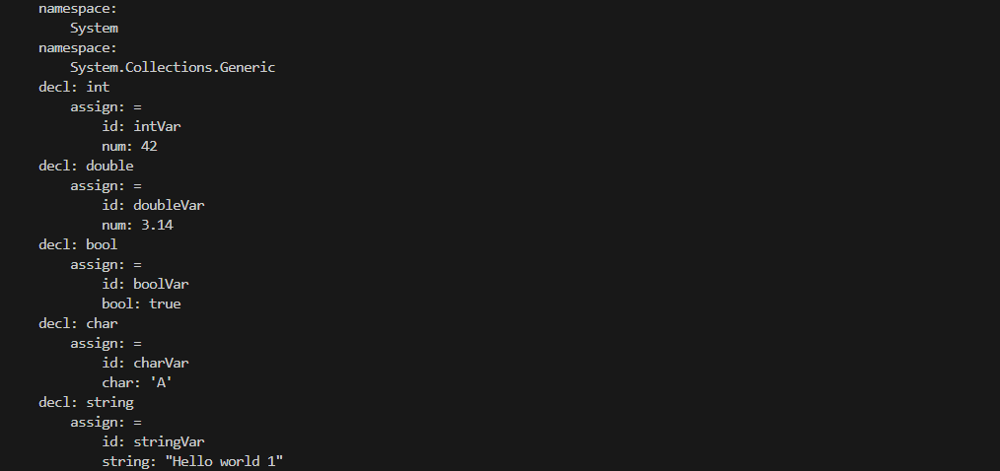 namespace:
System
namespace:
System.Collections.Generic
decl: int
assign: =
id: intVar
num: 42
decl: double
assign: =
id: doubleVar
num: 3.14
decl: bool
assign: =
id: boolVar
bool: true
decl: char
assign: =
id: charVar
char: 'A'
decl: string
assign: =
id: stringVar
string: "Hello world 1"